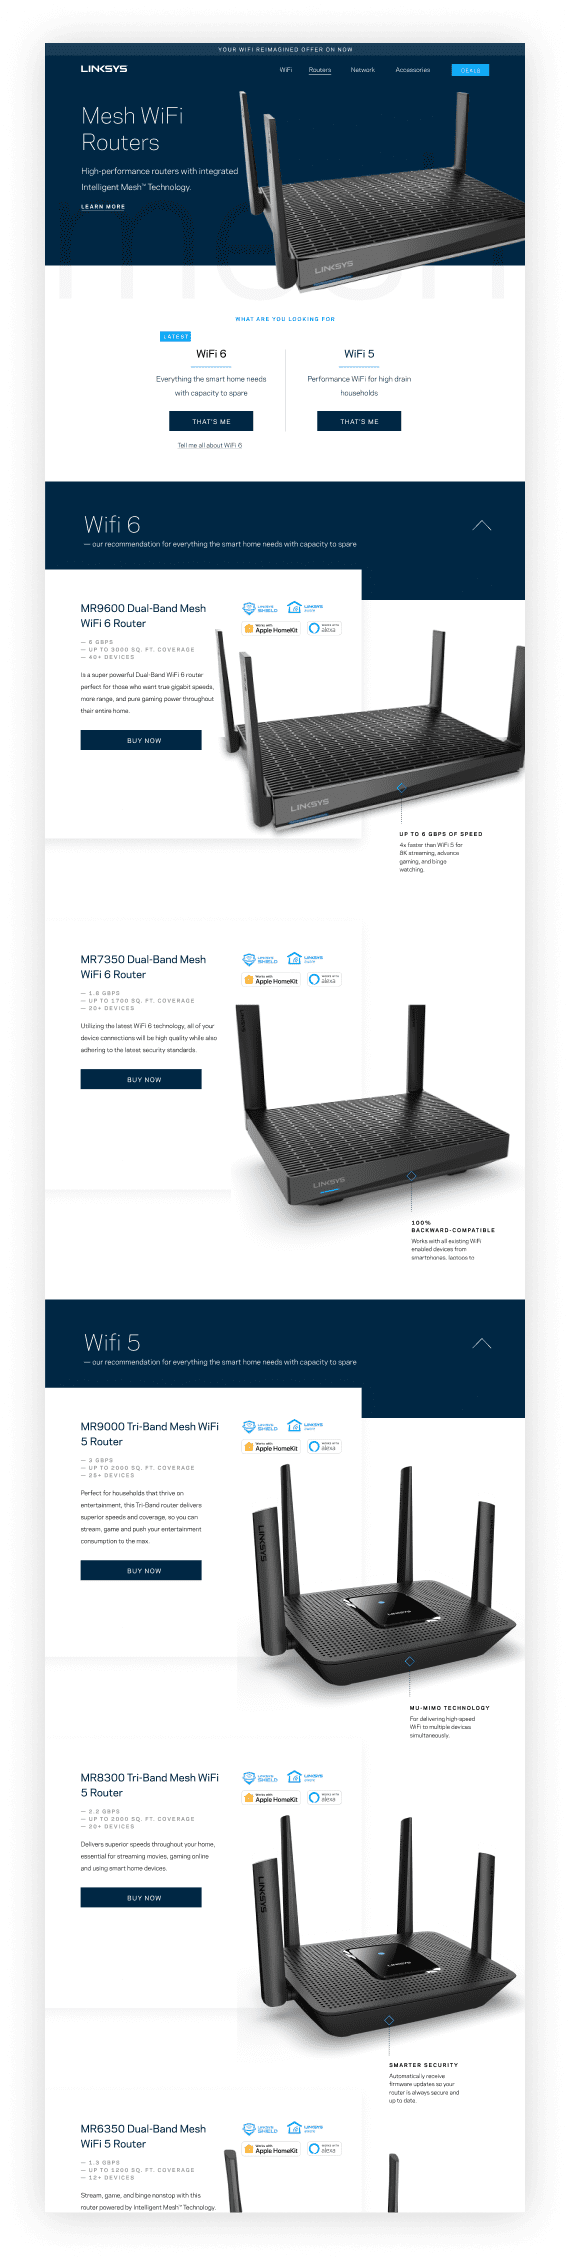 YOUR WIFI REIMAGINED OFFER ON NOW
LINKSYS
WiFi
Routers
Network
Accessories
DEALS
Mesh WiFi
Routers
High-performance routers with integrated
Intelligent Mesh™ Technology.
LEARN MORE
mesh
LINKSYS
WHAT ARE YOU LOOKING FOR
LATEST
WiFi 6
Everything the smart home needs
with capacity to spare
THAT'S ME
Tell me all about WiFi 6
WiFi 5
Performance WiFi for high drain
households
THAT'S ME
Wifi 6
— our recommendation for everything the smart home needs with capacity to spare
MR9600 Dual-Band Mesh
WiFi 6 Router
— 6 GBPS
— UP TO 3000 SQ. FT. COVERAGE
— 40+ DEVICES
Is a super powerful Dual-Band WiFi 6 router
perfect for those who want true gigabit speeds,
more range, and pure gaming power throughout
their entire home.
BUY NOW
LINKSYS
SHIELD
LINKSYS
Works with
Apple HomeKit
WORKS WITH
alexa
LINKSYS
UP TO 6 GBPS OF SPEED
4x faster than WiFi 5 for
8K streaming, advance
gaming, and binge
watching.
MR7350 Dual-Band Mesh
WiFi 6 Router
— 1.8 GBPS
— UP TO 1700 SQ. FT. COVERAGE
— 20+ DEVICES
Utilizing the latest WiFi 6 technology, all of your
device connections will be high quality while also
adhering to the latest security standards.
BUY NOW
LINKSYS
SHIELD
LINKSYS
Works with
Apple HomeKit
WORKS WITH
alexa
LINKSYS
LINKSYS
100%
BACKWARD-COMPATIBLE
Works with all existing WiFi
enabled devices from
smartphones, laptops to
Wifi 5
— our recommendation for everything the smart home needs with capacity to spare
MR9000 Tri-Band Mesh WiFi
5 Router
— 3 GBPS
— UP TO 2000 SQ. FT. COVERAGE
— 25+ DEVICES
Perfect for households that thrive on
entertainment, this Tri-Band router delivers
superior speeds and coverage, so you can
stream, game and push your entertainment
consumption to the max.
BUY NOW
LINKSYS
SHIELD
LINKSYS
Works with
Apple HomeKit
WORKS WITH
alexa
LINKSYS
LINKSYS
MU-MIMO TECHNOLOGY
For delivering high-speed
WiFi to multiple devices
simultaneously.
MR8300 Tri-Band Mesh WiFi
5 Router
— 2.2 GBPS
— UP TO 2000 SQ. FT. COVERAGE
— 20+ DEVICES
Delivers superior speeds throughout your home,
essential for streaming movies, gaming online
and using smart home devices.
BUY NOW
LINKSYS
SHIELD
LINKSYS
Works with
Apple HomeKit
WORKS WITH
alexa
LINKSYS
LINKSYS
SMARTER SECURITY
Automatically receive
firmware updates so your
router is always secure and
up to date.
MR6350 Dual-Band Mesh
WiFi 5 Router
— 1.3 GBPS
— UP TO 1200 SQ. FT. COVERAGE
— 12+ DEVICES
Stream, game, and binge nonstop with this
router powered by Intelligent Mesh™ Technology.
LINKSYS
SHIELD
LINKSYS
Works with
Apple HomeKit
WORKS WITH
alexa